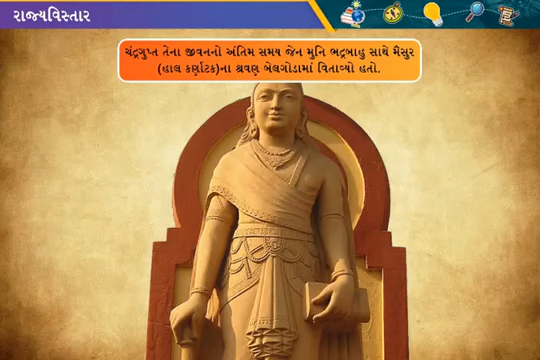 રાજ્યવિસ્તાર
ચંદ્રગુપ્ત તેના જીવનનો અંતિમ સમય જેન મુનિ ભદ્રબાહુ સાથે મૈસુર
(હાલ કર્ણાટક)ના શ્રવણ બેલગોડામાં વિતાવ્યો હતો.